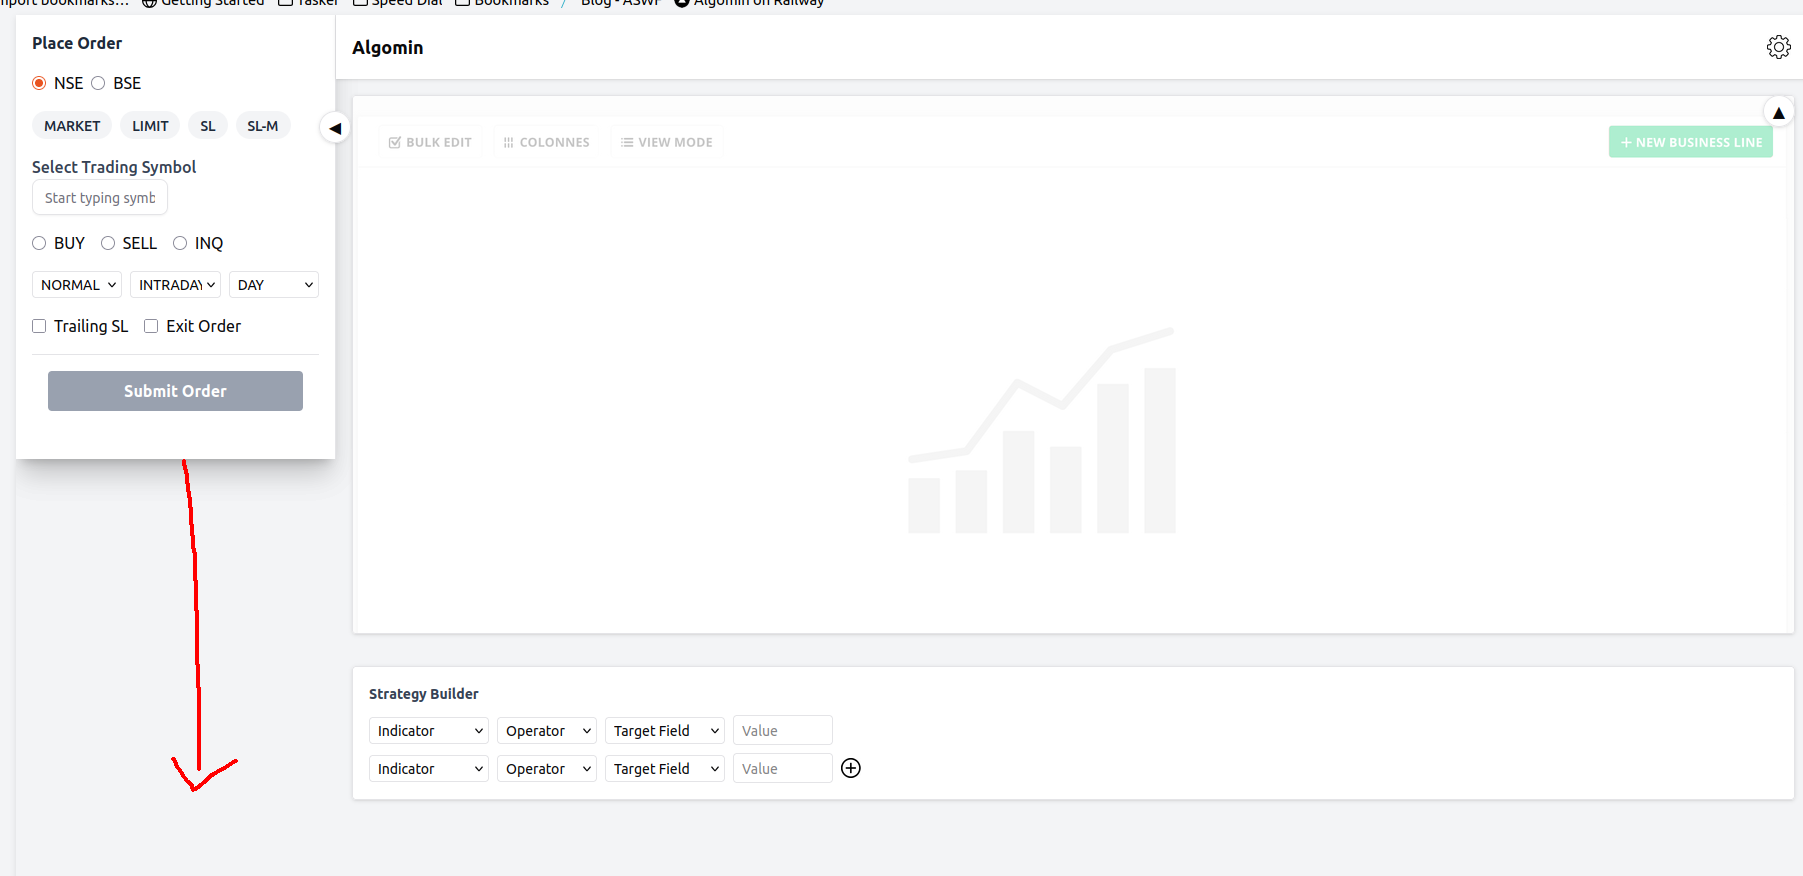 Getting Started Tasker Speed Dial Bookmarks / Blog - ASWF Algomin on Railway
Place Order
NSE BSE
MARKET LIMIT SL SL-M
Select Trading Symbol
Start typing symb
BUY SELL INQ
NORMAL INTRADAY DAY
Trailing SL Exit Order
Submit Order
Algomin
BULK EDIT COLONNES VIEW MODE + NEW BUSINESS LINE
Strategy Builder
Indicator Operator Target Field Value
Indicator Operator Target Field Value